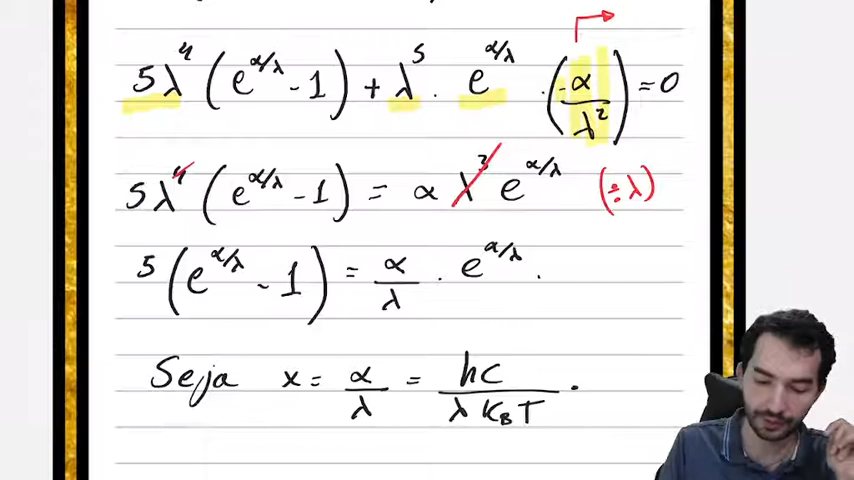 5λ⁴ (e^(α/λ) - 1) + λ⁵ · e^(α/λ) · (-α/λ²) = 0
5λ⁴ (e^(α/λ) - 1) = α λ³ e^(α/λ) (÷λ)
5 (e^(α/λ) - 1) = α/λ · e^(α/λ) .
Seja x = α/λ = hc/(λ K_B T) .